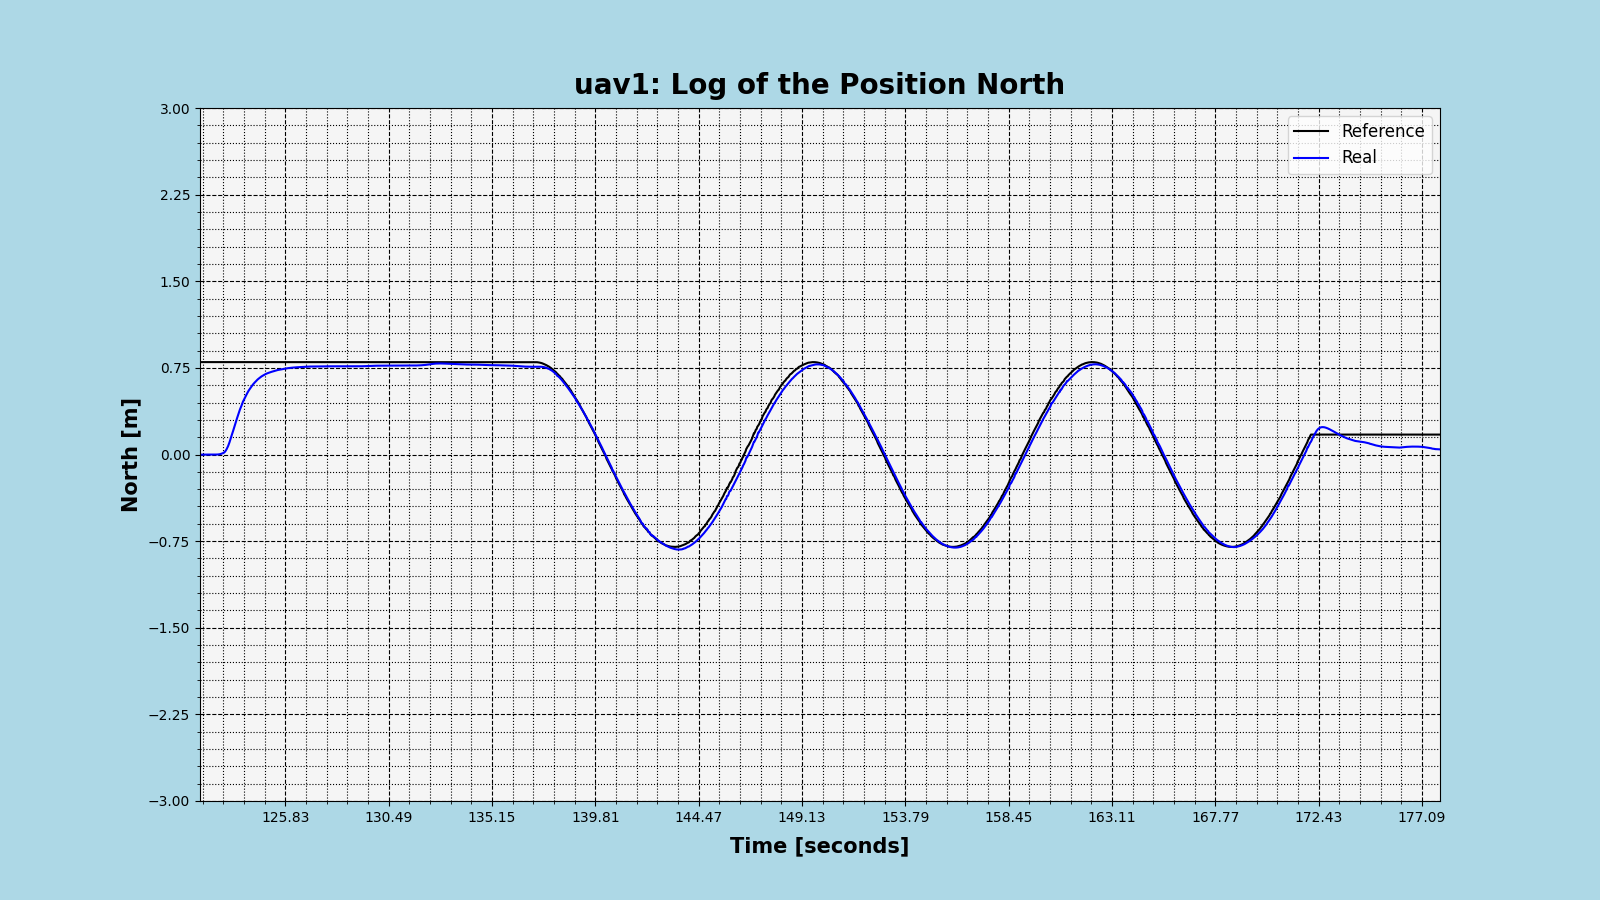 uav1: Log of the Position North
3.00
2.25
1.50
0.75
0.00
−0.75
−1.50
−2.25
−3.00
North [m]
Reference
Real
125.83 130.49 135.15 139.81 144.47 149.13 153.79 158.45 163.11 167.77 172.43 177.09
Time [seconds]